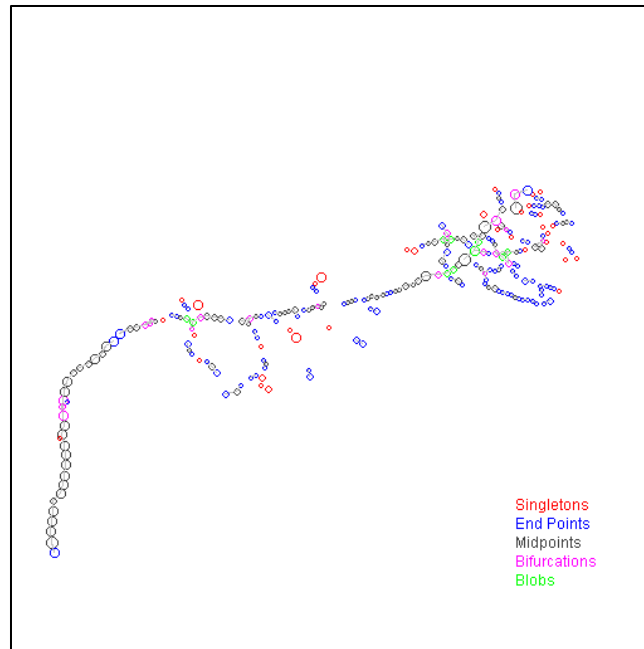 Singletons
End Points
Midpoints
Bifurcations
Blobs